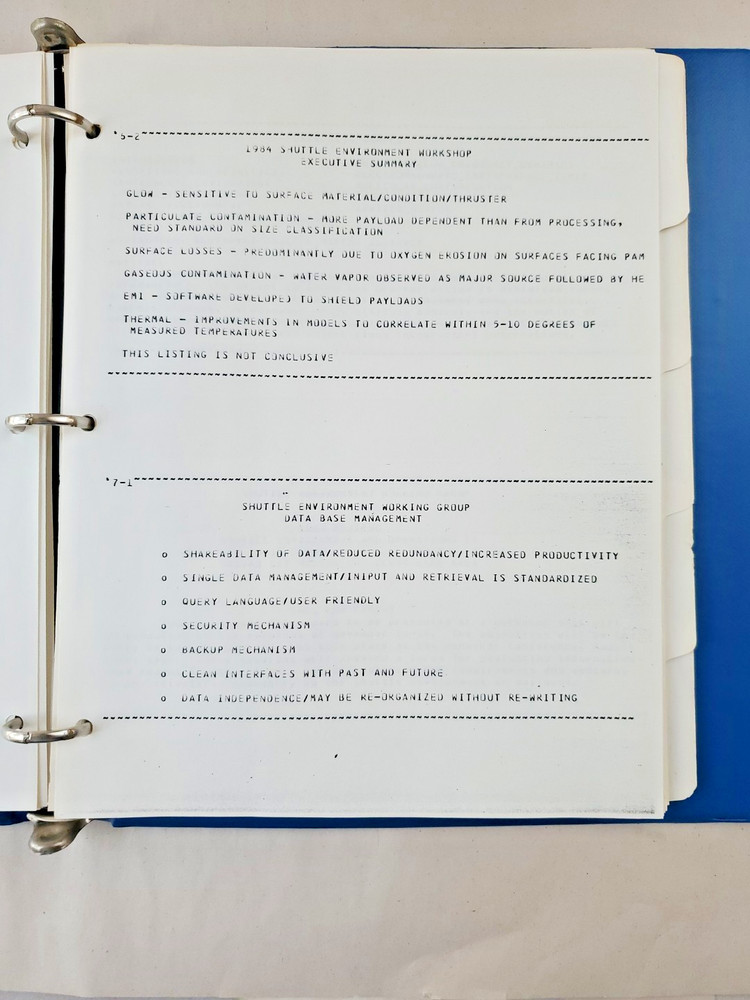 '5-2
1984 SHUTTLE ENVIRONMENT WORKSHOP
EXECUTIVE SUMMARY
GLOW - SENSITIVE TO SURFACE MATERIAL/CONDITION/THRUSTER
PARTICULATE CONTAMINATION - MORE PAYLOAD DEPENDENT THAN FROM PROCESSING,
NEED STANDARD ON SIZE CLASSIFICATION
SURFACE LOSSES - PREDOMINANTLY DUE TO OXYGEN EROSION ON SURFACES FACING RAM
GASEOUS CONTAMINATION - WATER VAPOR OBSERVED AS MAJOR SOURCE FOLLOWED BY HE
EMI - SOFTWARE DEVELOPED TO SHIELD PAYLOADS
THERMAL - IMPROVEMENTS IN MODELS TO CORRELATE WITHIN 5-10 DEGREES OF
MEASURED TEMPERATURES
THIS LISTING IS NOT CONCLUSIVE
'7-1
SHUTTLE ENVIRONMENT WORKING GROUP
DATA BASE MANAGEMENT
o SHAREABILITY OF DATA/REDUCED REDUNDANCY/INCREASED PRODUCTIVITY
o SINGLE DATA MANAGEMENT/INIPUT AND RETRIEVAL IS STANDARDIZED
o QUERY LANGUAGE/USER FRIENDLY
o SECURITY MECHANISM
o BACKUP MECHANISM
o CLEAN INTERFACES WITH PAST AND FUTURE
o DATA INDEPENDENCE/MAY BE RE-ORGANIZED WITHOUT RE-WRITING